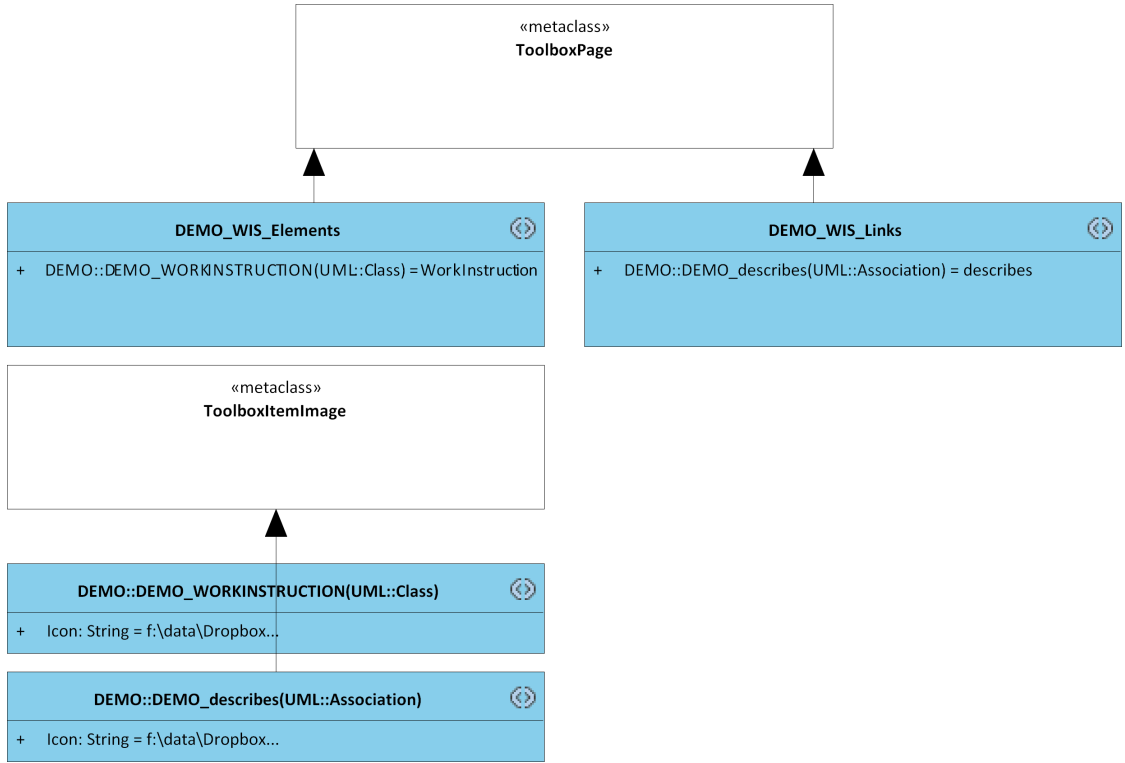 «metaclass»
ToolboxPage
DEMO_WIS_Elements
+ DEMO::DEMO_WORKINSTRUCTION(UML::Class) = WorkInstruction
DEMO_WIS_Links
+ DEMO::DEMO_describes(UML::Association) = describes
«metaclass»
ToolboxItemImage
DEMO::DEMO_WORKINSTRUCTION(UML::Class)
+ Icon: String = f:\data\Dropbox...
DEMO::DEMO_describes(UML::Association)
+ Icon: String = f:\data\Dropbox...